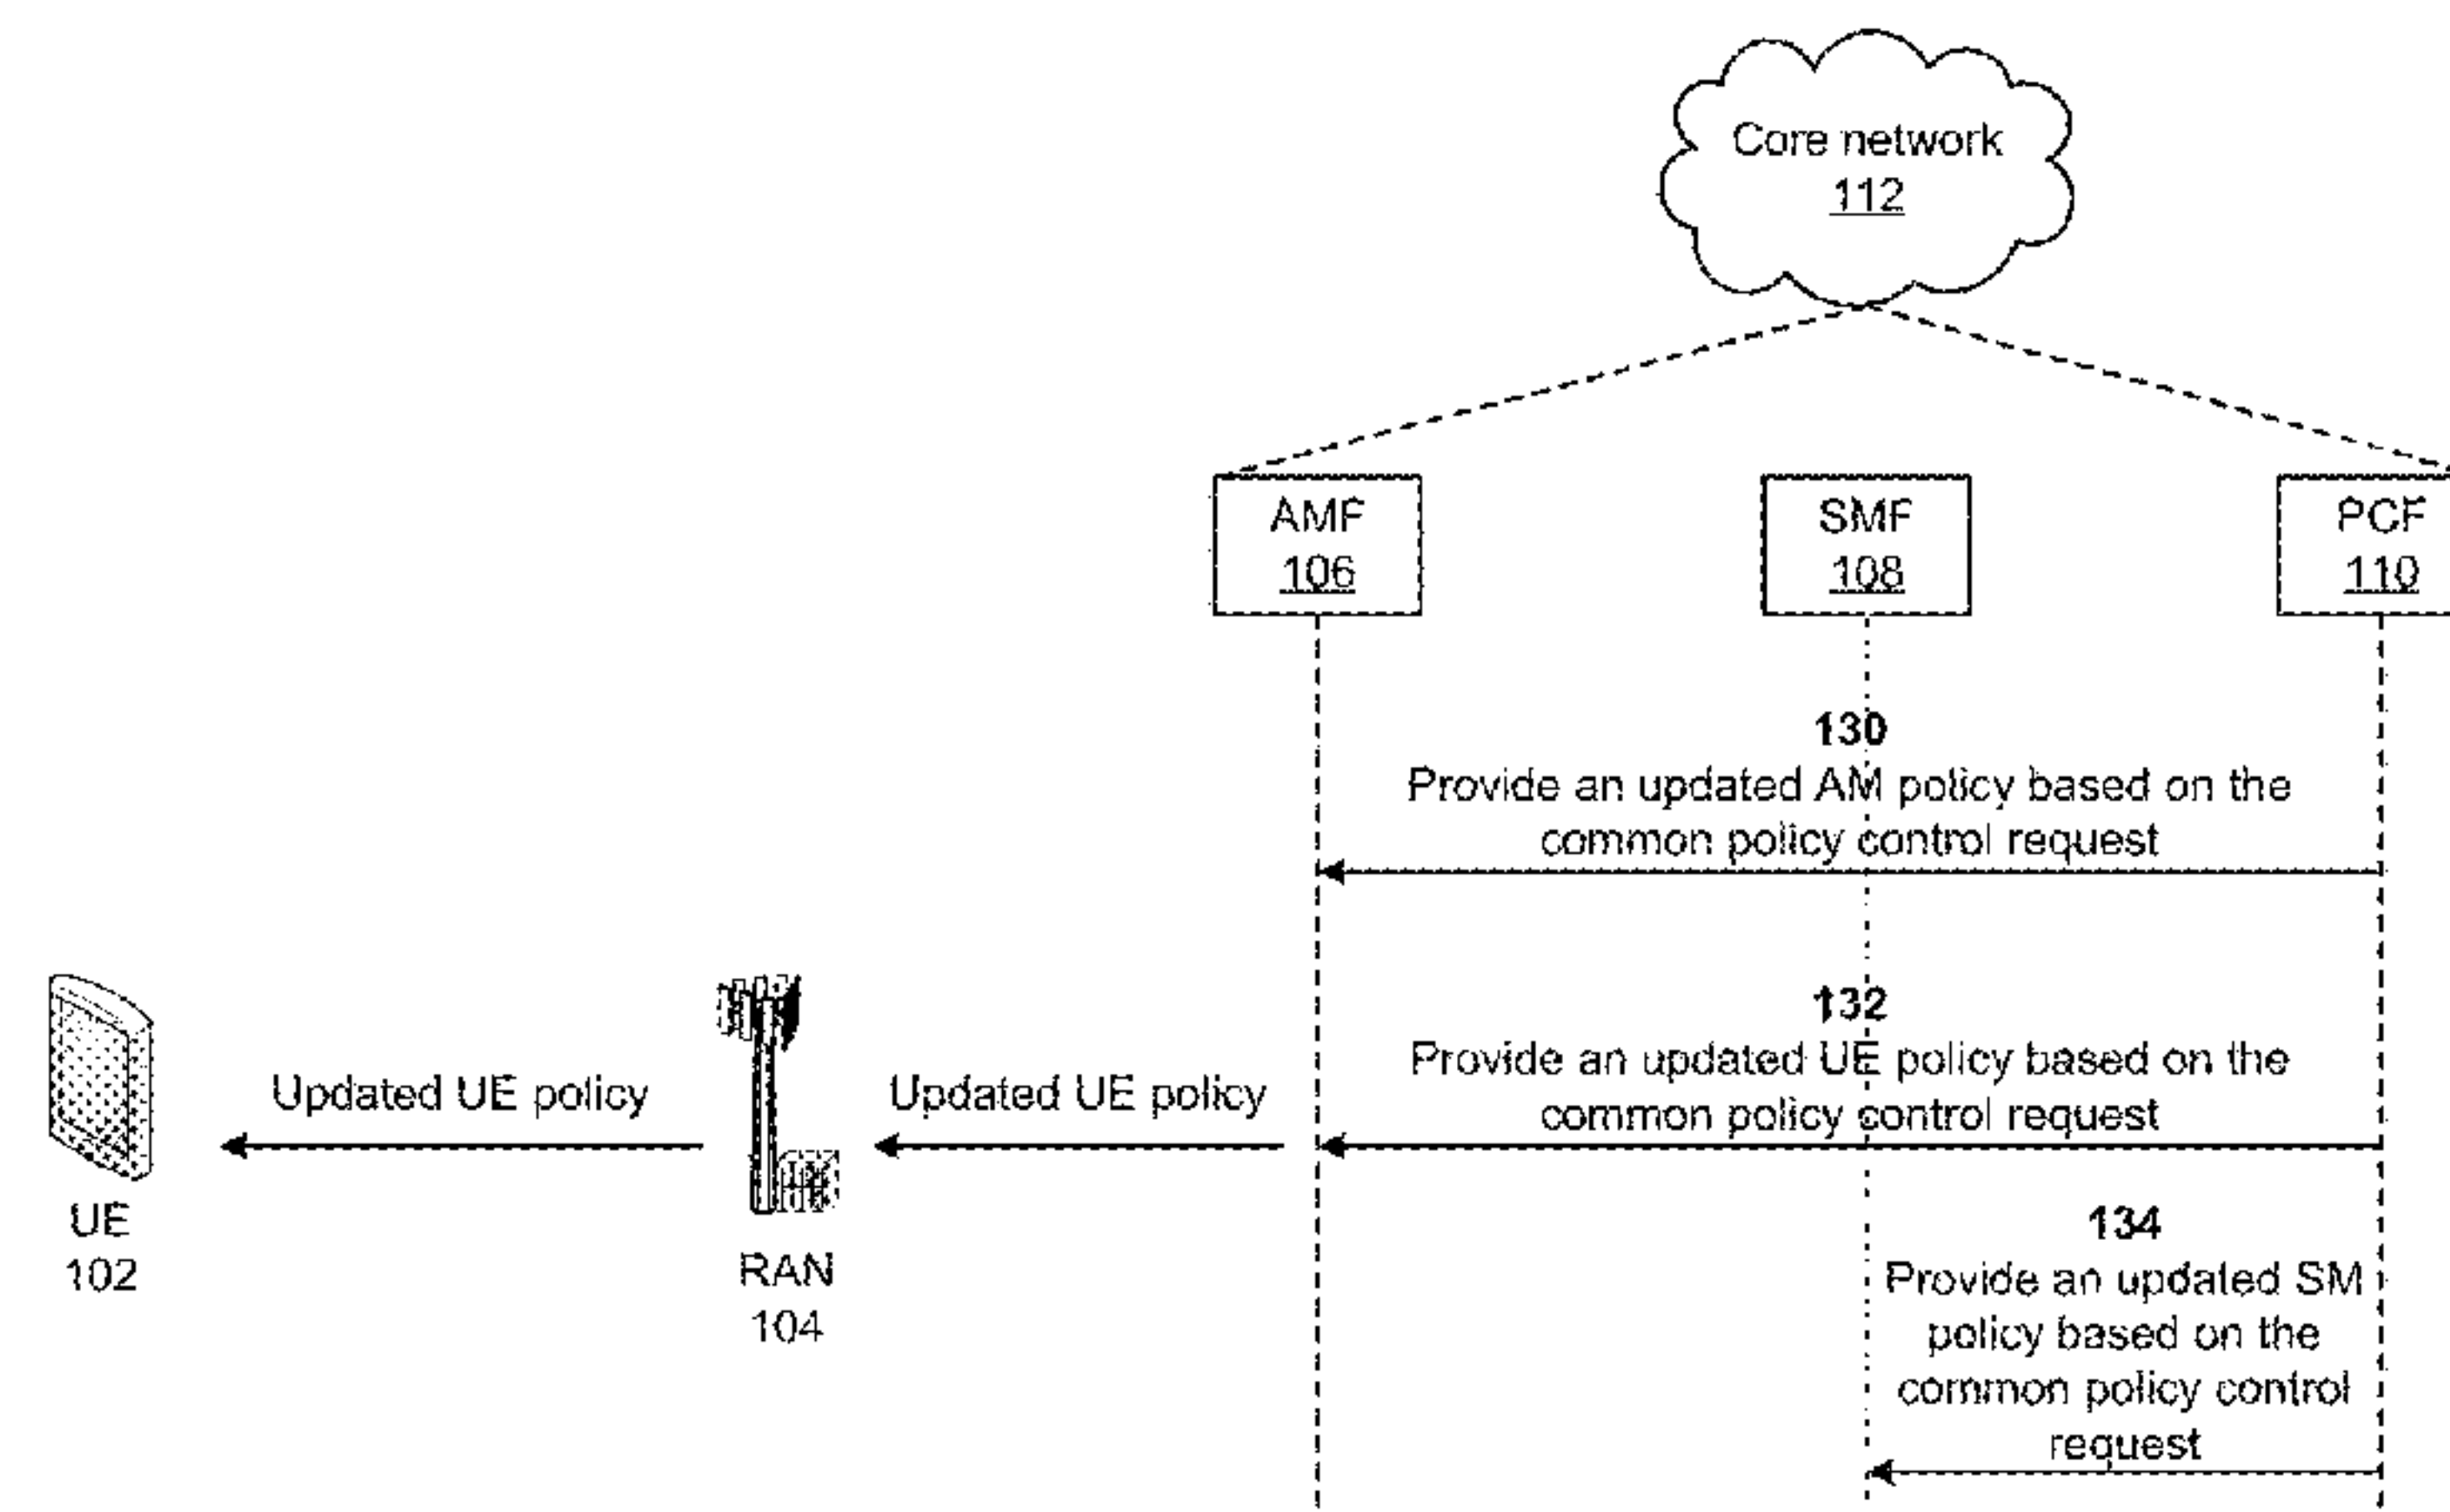 Core network
112
AMF
106
SMF
108
PCF
110
130
Provide an updated AM policy based on the
common policy control request
132
Provide an updated UE policy based on the
common policy control request
Updated UE policy
Updated UE policy
UE
102
RAN
104
134
Provide an updated SM
policy based on the
common policy control
request